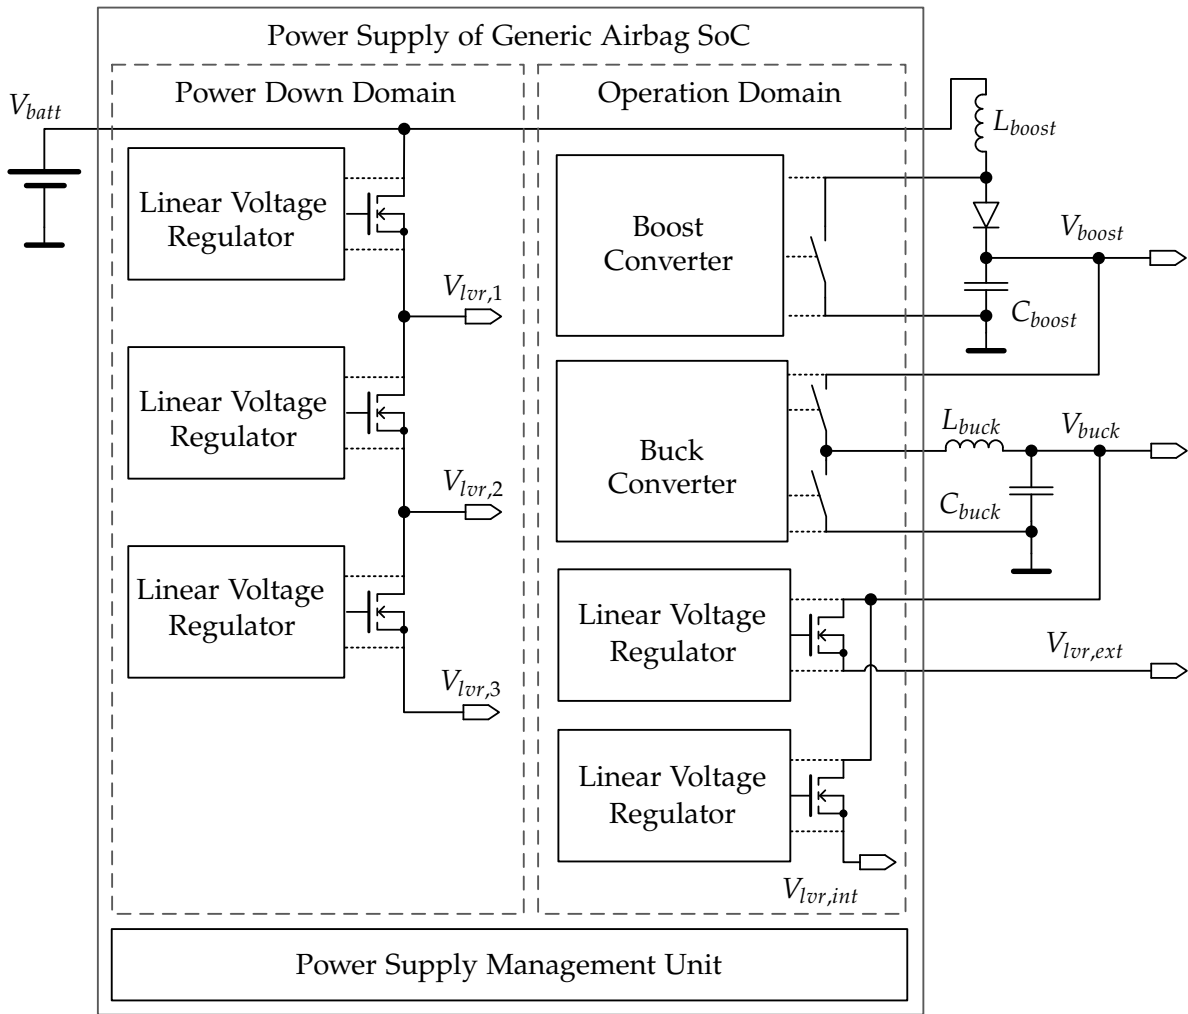 Power Supply of Generic Airbag SoC
Power Down Domain
Operation Domain
V_batt
L_boost
Linear Voltage
Regulator
Boost
Converter
V_boost
V_lvr,1
C_boost
Linear Voltage
Regulator
Buck
Converter
L_buck
V_buck
V_lvr,2
C_buck
Linear Voltage
Regulator
Linear Voltage
Regulator
V_lvr,ext
V_lvr,3
Linear Voltage
Regulator
V_lvr,int
Power Supply Management Unit